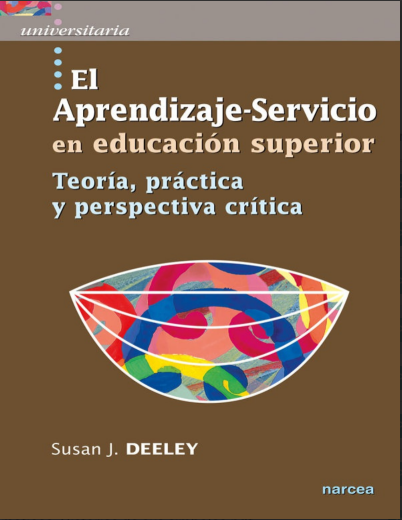 universitaria
El
Aprendizaje-Servicio
en educación superior
Teoría, práctica
y perspectiva crítica
Susan J. DEELEY
narcea